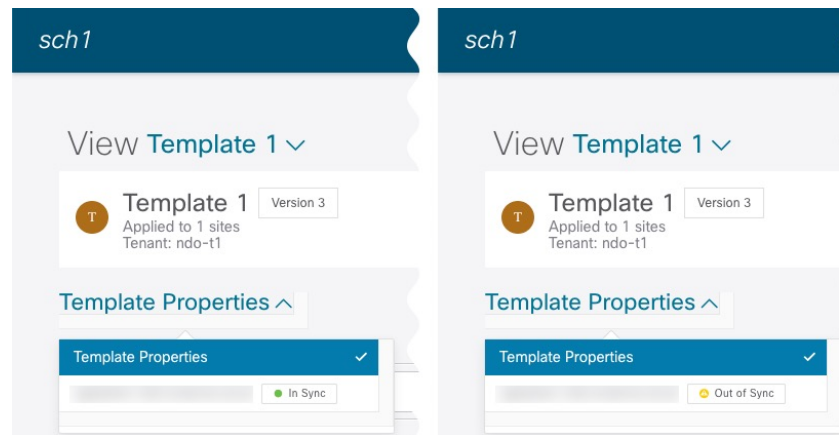 sch1
View Template 1
T
Template 1 Version 3
Applied to 1 sites
Tenant: ndo-t1
Template Properties
Template Properties
In Sync
sch1
View Template 1
T
Template 1 Version 3
Applied to 1 sites
Tenant: ndo-t1
Template Properties
Template Properties
Out of Sync